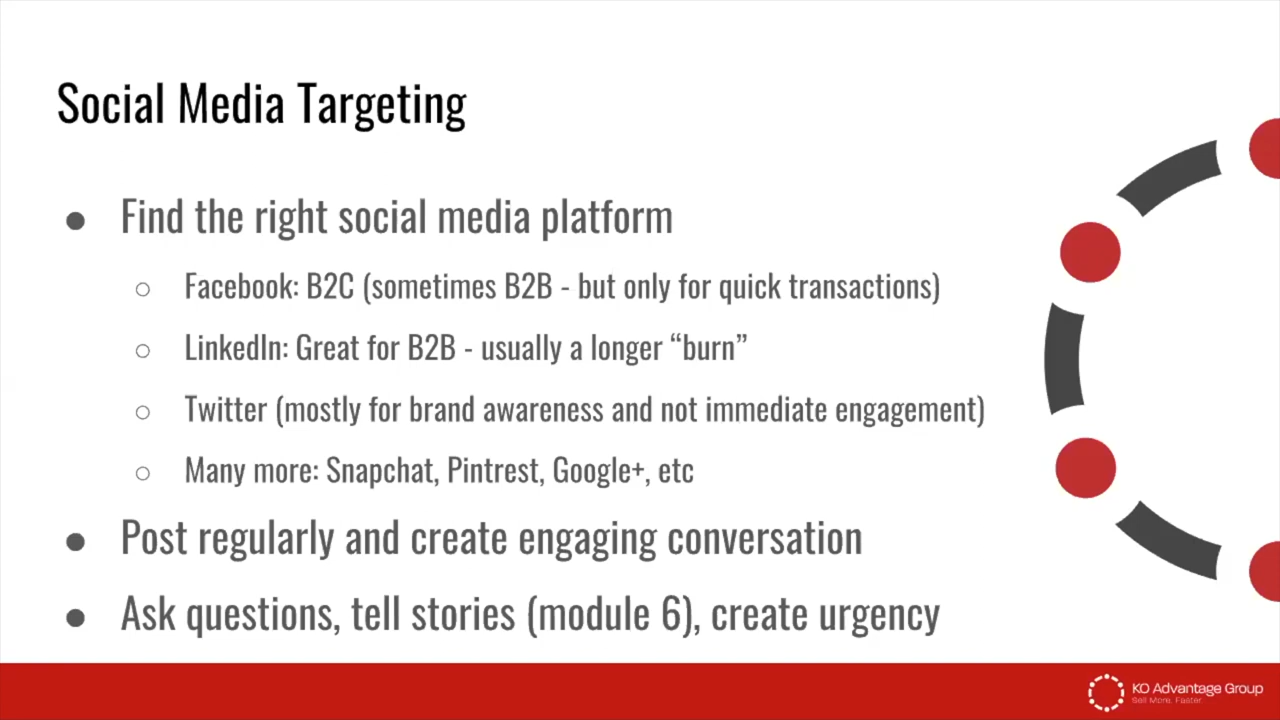 Social Media Targeting
● Find the right social media platform
○ Facebook: B2C (sometimes B2B - but only for quick transactions)
○ LinkedIn: Great for B2B - usually a longer “burn”
○ Twitter (mostly for brand awareness and not immediate engagement)
○ Many more: Snapchat, Pintrest, Google+, etc
● Post regularly and create engaging conversation
● Ask questions, tell stories (module 6), create urgency
KO Advantage Group
Sell More. Faster.